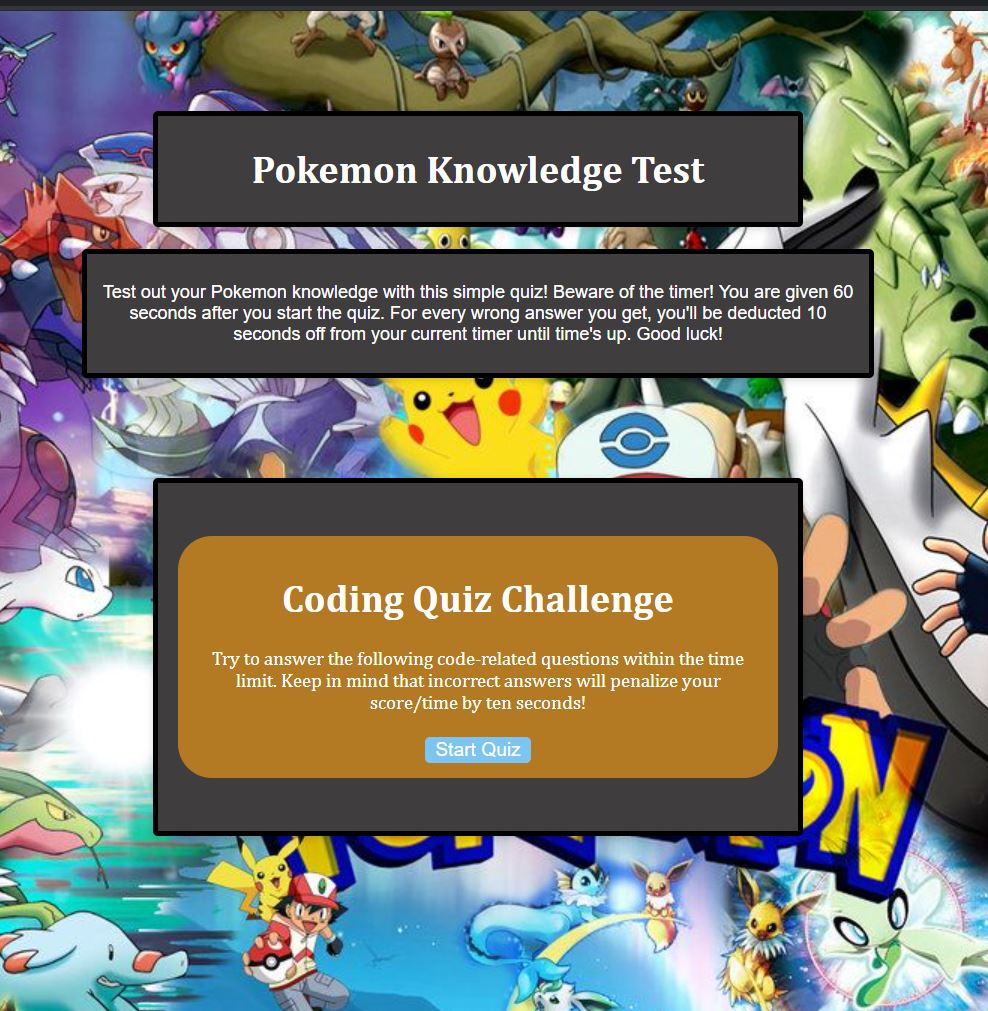 Pokemon Knowledge Test
Test out your Pokemon knowledge with this simple quiz! Beware of the timer! You are given 60
seconds after you start the quiz. For every wrong answer you get, you'll be deducted 10
seconds off from your current timer until time's up. Good luck!
Coding Quiz Challenge
Try to answer the following code-related questions within the time
limit. Keep in mind that incorrect answers will penalize your
score/time by ten seconds!
Start Quiz